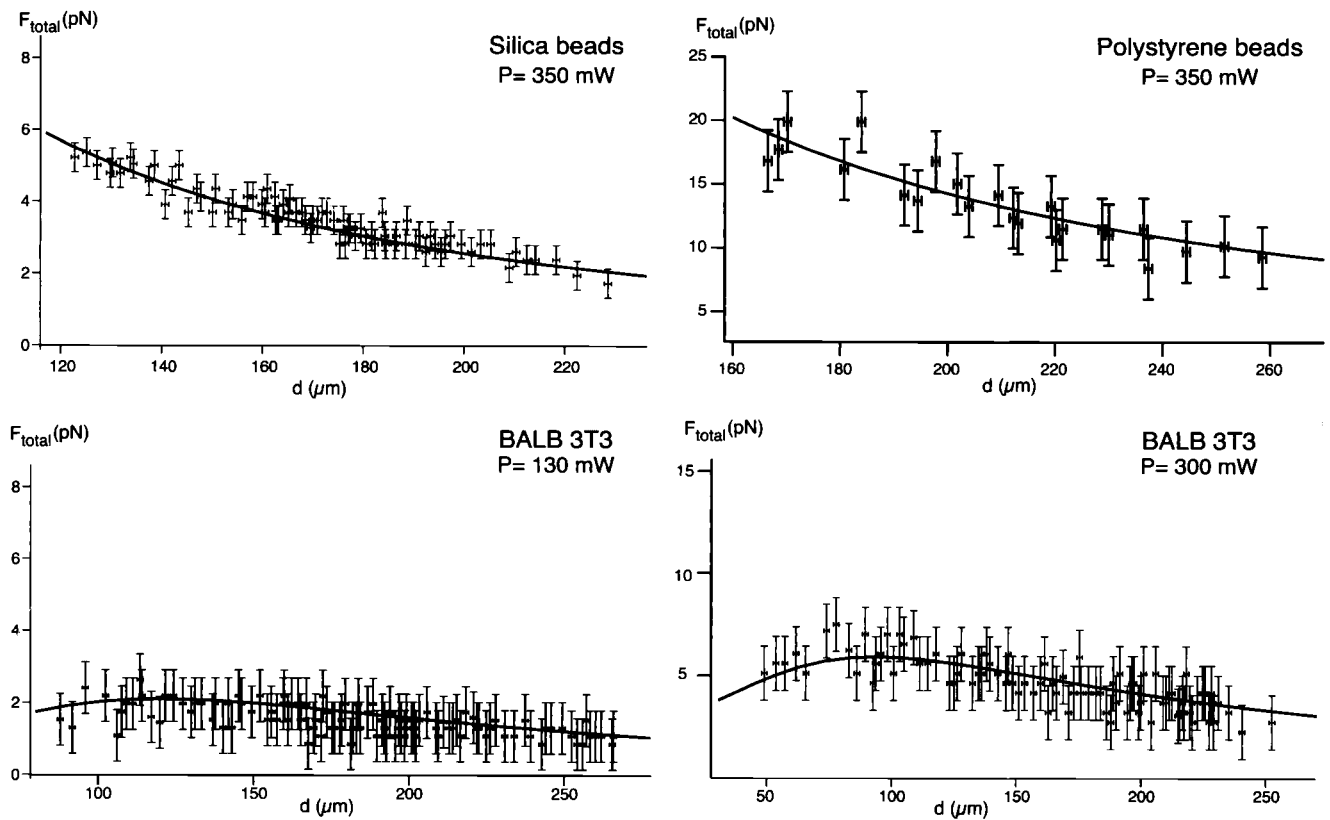 F_total (pN)
Silica beads
P= 350 mW
8
6
4
2
0
120 140 160 180 200 220
d (µm)
F_total (pN)
Polystyrene beads
P= 350 mW
25
20
15
10
5
160 180 200 220 240 260
d (µm)
F_total (pN)
BALB 3T3
P= 130 mW
8
6
4
2
0
100 150 200 250
d (µm)
F_total (pN)
BALB 3T3
P= 300 mW
15
10
5
50 100 150 200 250
d (µm)